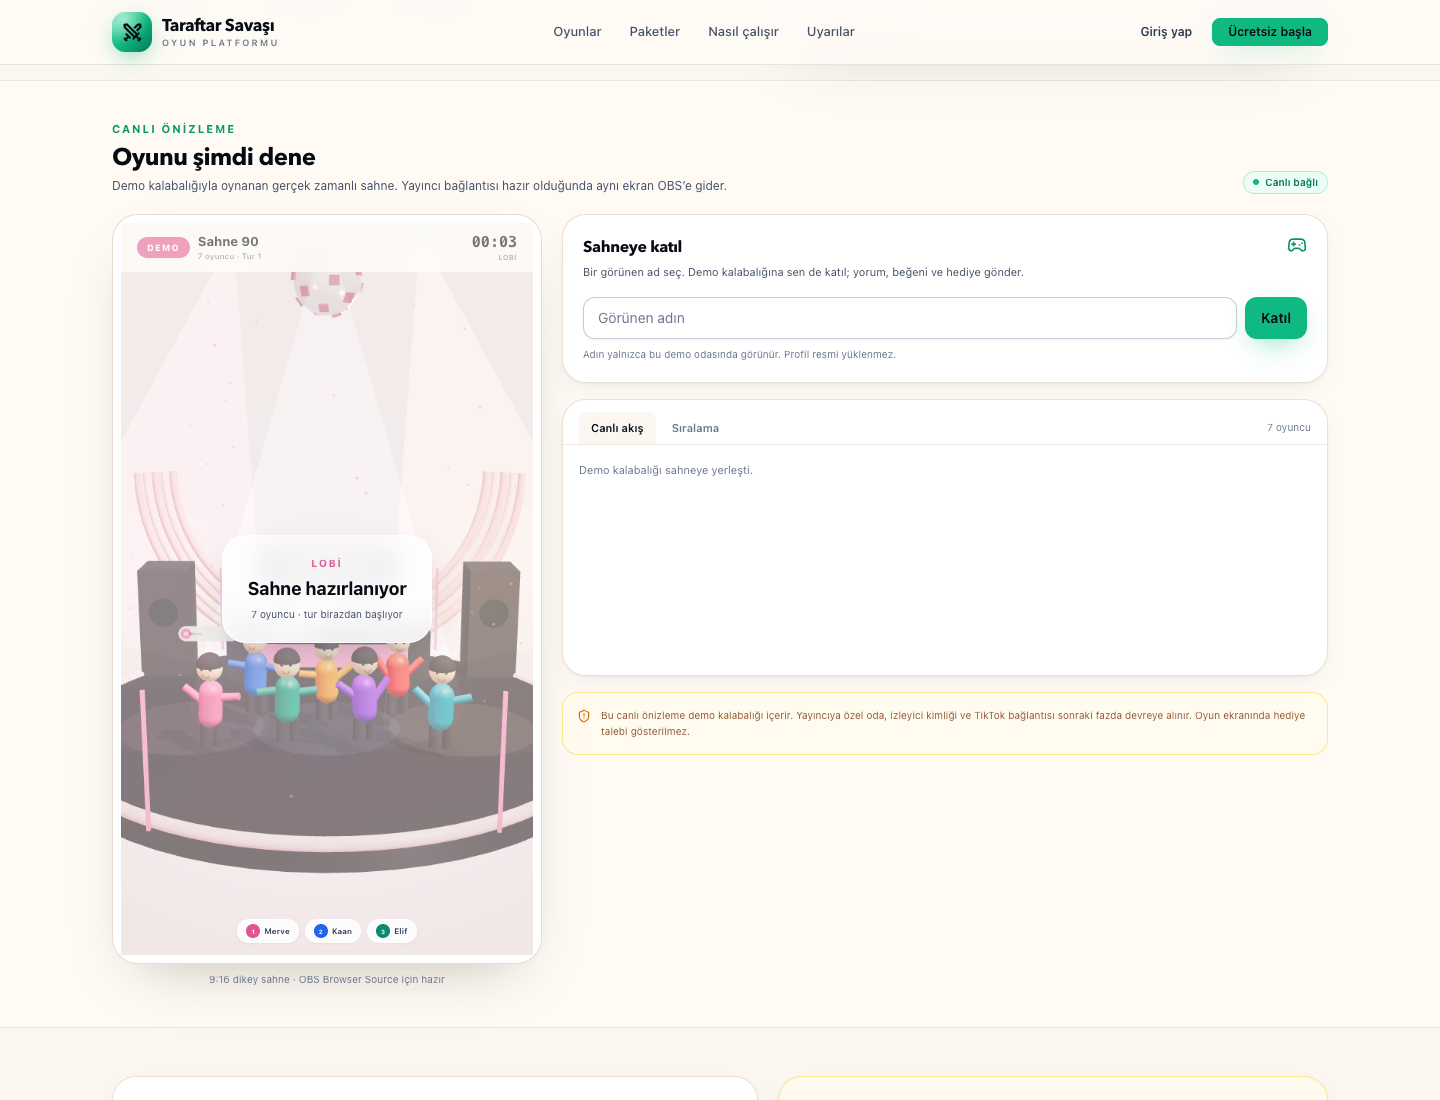 Taraftar Savaşı
OYUN PLATFORMU
Oyunlar
Paketler
Nasıl çalışır
Uyarılar
Giriş yap
Ücretsiz başla
CANLI ÖNİZLEME
Oyunu şimdi dene
Demo kalabalığıyla oynanan gerçek zamanlı sahne. Yayıncı bağlantısı hazır olduğunda aynı ekran OBS'e gider.
Canlı bağlı
DEMO
Sahne 90
7 oyuncu · Tur 1
00:03
LOBİ
LOBİ
Sahne hazırlanıyor
7 oyuncu · tur birazdan başlıyor
1 Merve
2 Kaan
3 Elif
9:16 dikey sahne · OBS Browser Source için hazır
Sahneye katıl
Bir görünen ad seç. Demo kalabalığına sen de katıl; yorum, beğeni ve hediye gönder.
Görünen adın
Katıl
Adın yalnızca bu demo odasında görünür. Profil resmi yüklenmez.
Canlı akış
Sıralama
7 oyuncu
Demo kalabalığı sahneye yerleşti.
Bu canlı önizleme demo kalabalığı içerir. Yayıncıya özel oda, izleyici kimliği ve TikTok bağlantısı sonraki fazda devreye alınır. Oyun ekranında hediye
talebi gösterilmez.